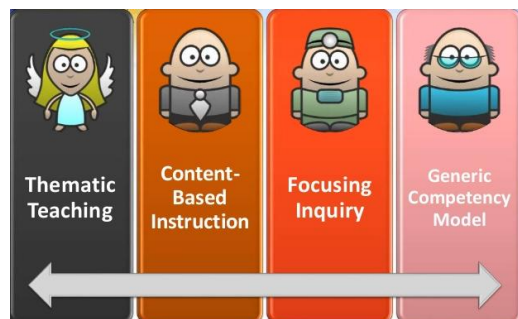 Thematic
Teaching
Content-
Based
Instruction
Focusing
Inquiry
Generic
Competency
Model